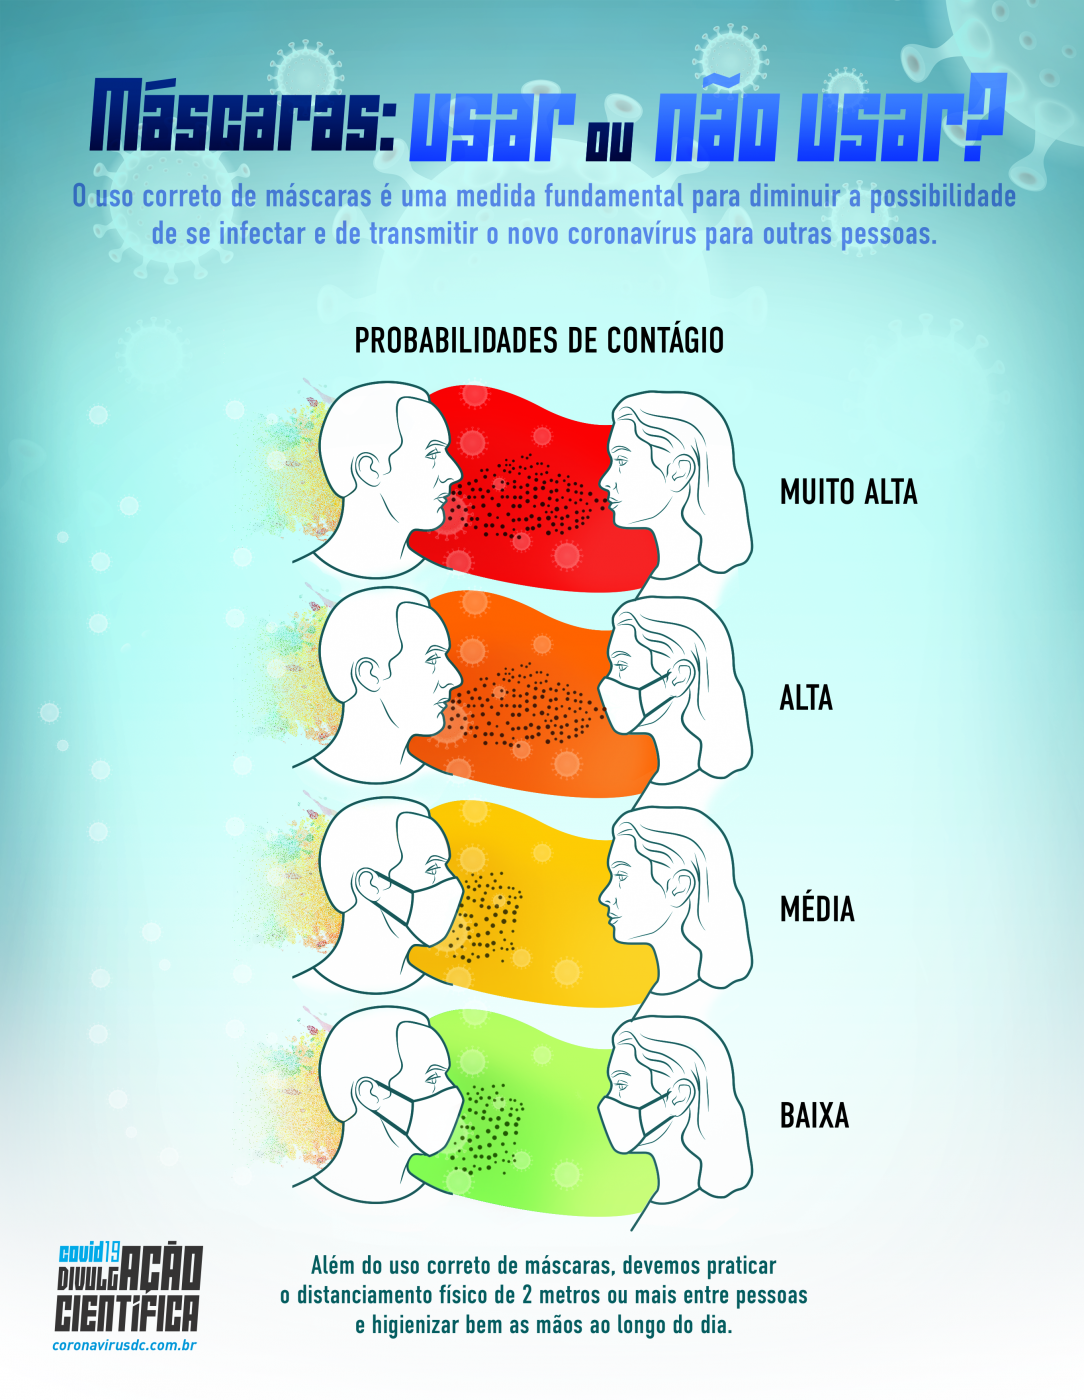 Máscaras: usar ou não usar?
O uso correto de máscaras é uma medida fundamental para diminuir a possibilidade
de se infectar e de transmitir o novo coronavírus para outras pessoas.
PROBABILIDADES DE CONTÁGIO
MUITO ALTA
ALTA
MÉDIA
BAIXA
covid19
DIVULGAÇÃO
CIENTÍFICA
coronavirusdc.com.br
Além do uso correto de máscaras, devemos praticar
o distanciamento físico de 2 metros ou mais entre pessoas
e higienizar bem as mãos ao longo do dia.